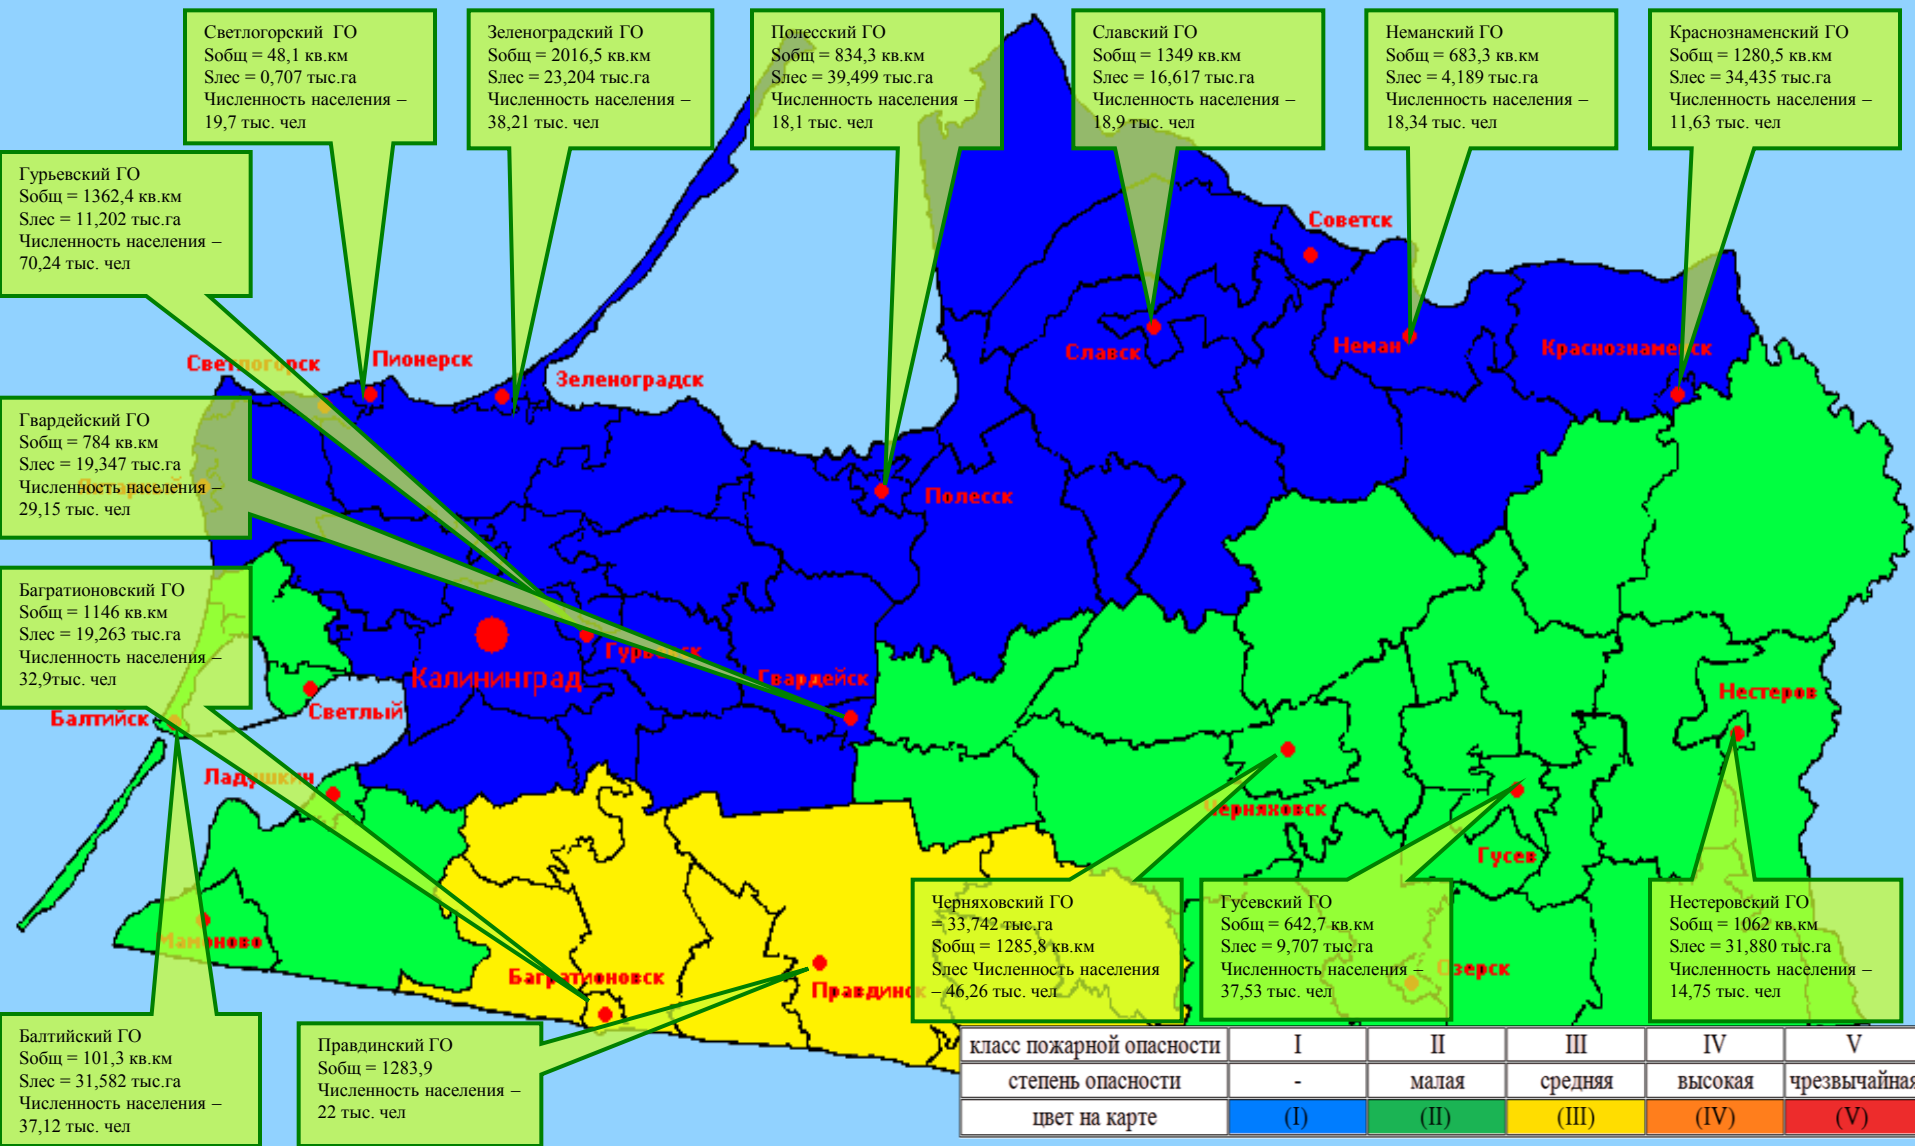 Светлогорский ГО
Sобщ = 48,1 кв.км
Sлес = 0,707 тыс.га
Численность населения –
19,7 тыс. чел
Зеленоградский ГО
Sобщ = 2016,5 кв.км
Sлес = 23,204 тыс.га
Численность населения –
38,21 тыс. чел
Полесский ГО
Sобщ = 834,3 кв.км
Sлес = 39,499 тыс.га
Численность населения –
18,1 тыс. чел
Славский ГО
Sобщ = 1349 кв.км
Sлес = 16,617 тыс.га
Численность населения –
18,9 тыс. чел
Неманский ГО
Sобщ = 683,3 кв.км
Sлес = 4,189 тыс.га
Численность населения –
18,34 тыс. чел
Краснознаменский ГО
Sобщ = 1280,5 кв.км
Sлес = 34,435 тыс.га
Численность населения –
11,63 тыс. чел
Гурьевский ГО
Sобщ = 1362,4 кв.км
Sлес = 11,202 тыс.га
Численность населения –
70,24 тыс. чел
Советск
Славск
Неман
Краснознаменск
Светлогорск
Пионерск
Зеленоградск
Гвардейский ГО
Sобщ = 784 кв.км
Sлес = 19,347 тыс.га
Численность населения –
29,15 тыс. чел
Полесск
Багратионовский ГО
Sобщ = 1146 кв.км
Sлес = 19,263 тыс.га
Численность населения –
32,9тыс. чел
Гурьевск
Калининград
Гвардейск
Нестеров
Балтийск
Светлый
Ладушкин
Черняховск
Гусев
Мамоново
Багратионовск
Правдинск
Озерск
Черняховский ГО
= 33,742 тыс.га
Sобщ = 1285,8 кв.км
Sлес Численность населения
– 46,26 тыс. чел
Гусевский ГО
Sобщ = 642,7 кв.км
Sлес = 9,707 тыс.га
Численность населения –
37,53 тыс. чел
Нестеровский ГО
Sобщ = 1062 кв.км
Sлес = 31,880 тыс.га
Численность населения –
14,75 тыс. чел
Балтийский ГО
Sобщ = 101,3 кв.км
Sлес = 31,582 тыс.га
Численность населения –
37,12 тыс. чел
Правдинский ГО
Sобщ = 1283,9
Численность населения –
22 тыс. чел
класс пожарной опасности I II III IV V
степень опасности - малая средняя высокая чрезвычайная
цвет на карте (I) (II) (III) (IV) (V)